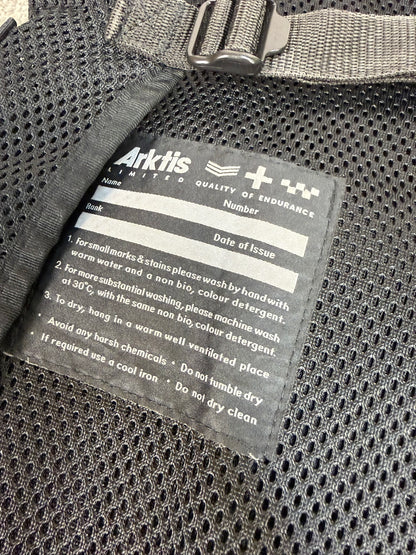 Arktis
LIMITED QUALITY OF ENDURANCE
Name Number
Rank Date of Issue
1. For small marks & stains please wash by hand with
warm water and a non bio, colour detergent.
2. For more substantial washing, please machine wash
at 30°C, with the same non bio, colour detergent.
3. To dry, hang in a warm well ventilated place
• Avoid any harsh chemicals • Do not tumble dry
• If required use a cool iron • Do not dry clean